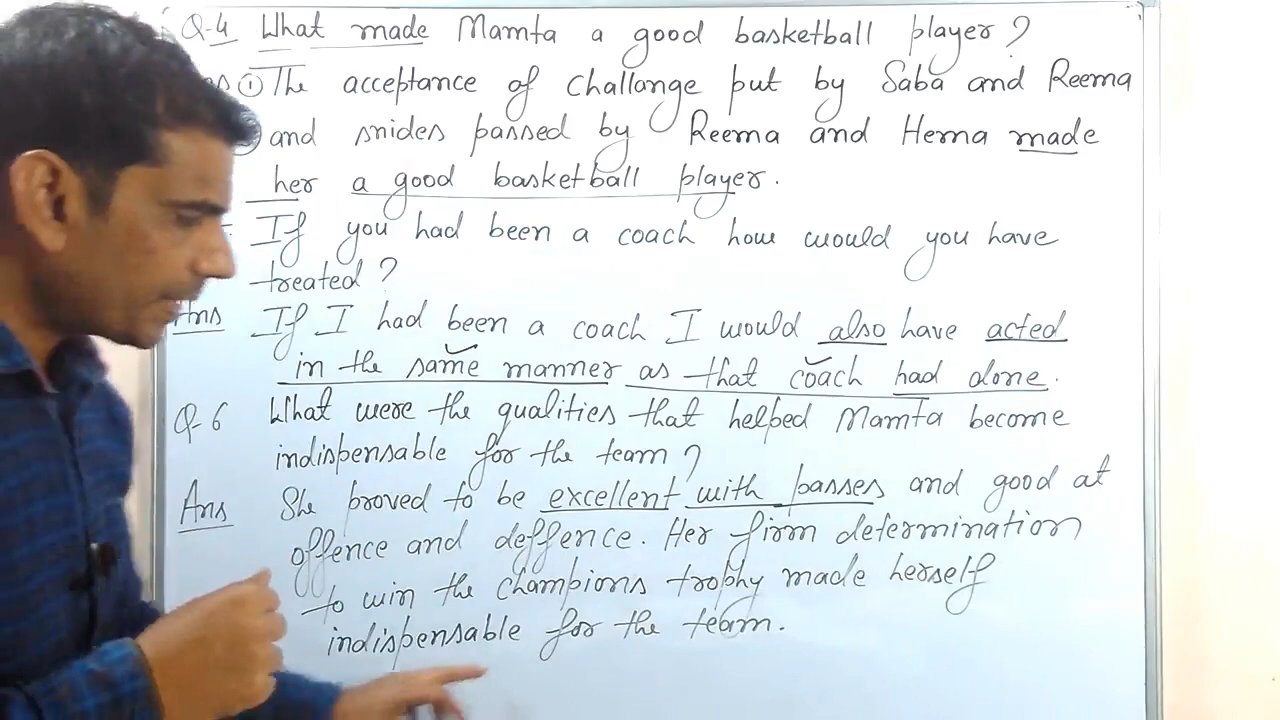 Q-4 What made Mamta a good basketball player?
① The acceptance of challange put by Saba and Reema
and snides passed by Reema and Hema made
her a good basketball player.
If you had been a coach how would you have
treated?
Ans If I had been a coach I would also have acted
in the same manner as that coach had done.
Q-6 What were the qualities that helped Mamta become
indispensable for the team?
Ans She proved to be excellent with passes and good at
offence and deffence. Her firm determination
to win the champions trophy made herself
indispensable for the team.